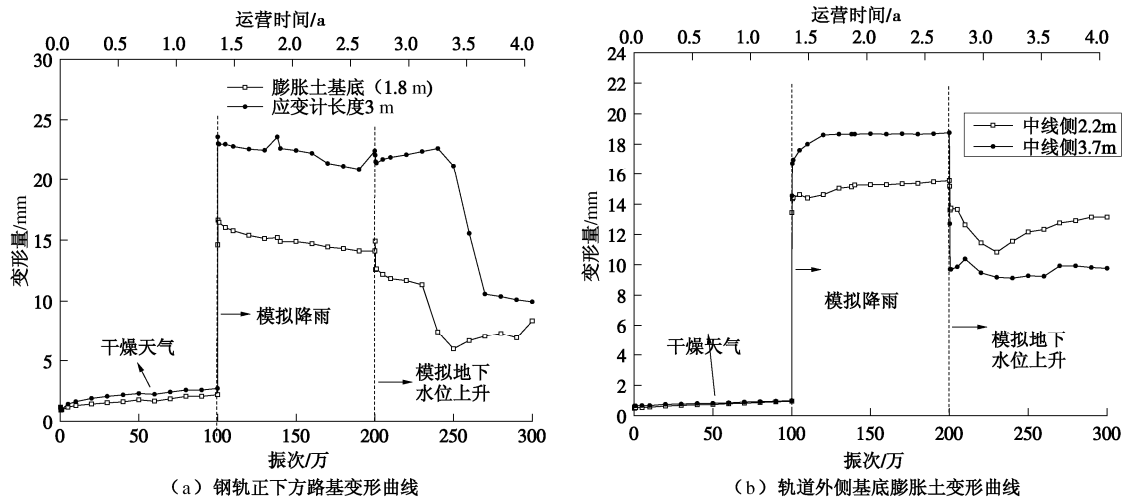 运营时间/a
0.0 0.5 1.0 1.5 2.0 2.5 3.0 3.5 4.0
30
25
20
15
10
5
0
变形量/mm
膨胀土基底（1.8 m)
应变计长度3 m
模拟降雨
干燥天气
模拟地下
水位上升
0 50 100 150 200 250 300
振次/万
（a）钢轨正下方路基变形曲线
运营时间/a
0.0 0.5 1.0 1.5 2.0 2.5 3.0 3.5 4.0
24
22
20
18
16
14
12
10
8
6
4
2
0
变形量/mm
中线侧2.2m
中线侧3.7m
模拟降雨
干燥天气
模拟地下
水位上升
0 50 100 150 200 250 300
振次/万
（b）轨道外侧基底膨胀土变形曲线